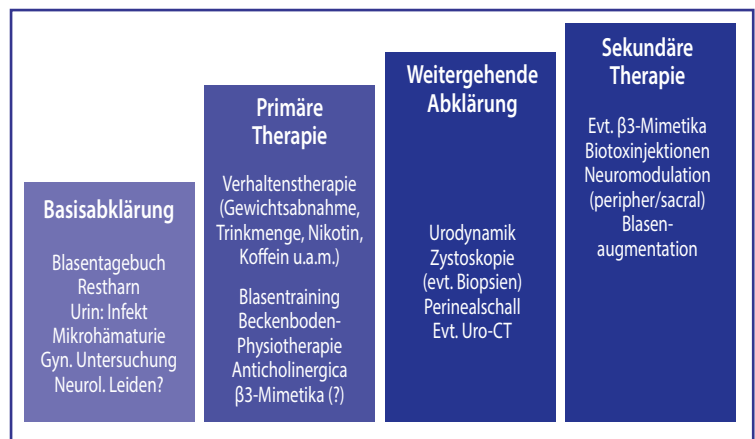 Basisabklärung
Blasentagebuch
Restharn
Urin: Infekt
Mikrohämaturie
Gyn. Untersuchung
Neurol. Leiden?
Primäre
Therapie
Verhaltenstherapie
(Gewichtsabnahme,
Trinkmenge, Nikotin,
Koffein u.a.m.)
Blasentraining
Beckenboden-
Physiotherapie
Anticholinergica
β3-Mimetika (?)
Weitergehende
Abklärung
Urodynamik
Zystoskopie
(evt. Biopsien)
Perinealschall
Evt. Uro-CT
Sekundäre
Therapie
Evt. β3-Mimetika
Biotoxinjektionen
Neuromodulation
(peripher/sacral)
Blasen-
augmentation